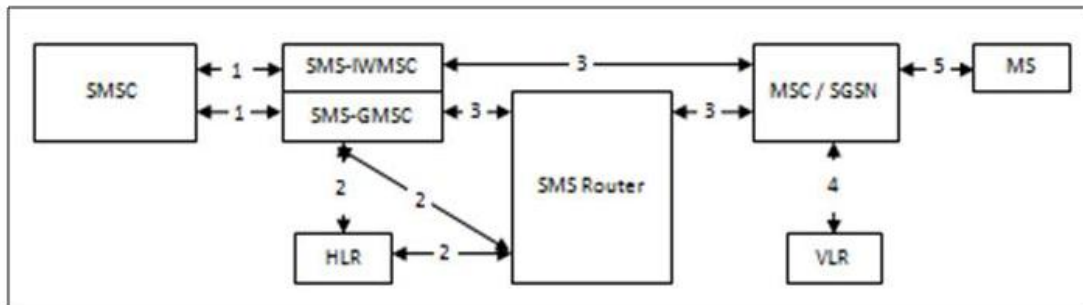 SMSC
1
1
SMS-IWMSC
SMS-GMSC
3
3
3
MSC / SGSN
5
MS
2
2
SMS Router
4
HLR
2
VLR